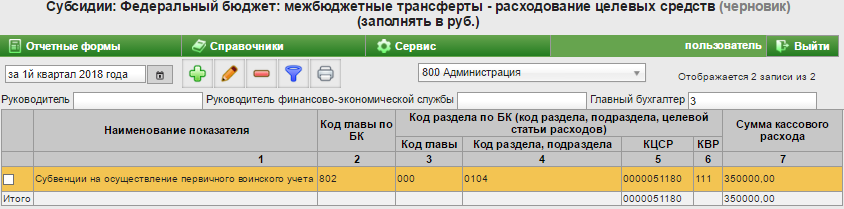 Субсидии: Федеральный бюджет: межбюджетные трансферты - расходование целевых средств (черновик)
(заполнять в руб.)
Отчетные формы Справочники Сервис пользователь Выйти
за 1й квартал 2018 года 800 Администрация Отображается 2 записи из 2
Руководитель Руководитель финансово-экономической службы Главный бухгалтер 3
Наименование показателя Код главы по БК Код раздела по БК (код раздела, подраздела, целевой статьи расходов) Сумма кассового расхода
Код главы Код раздела, подраздела КЦСР КВР
1 2 3 4 5 6 7
Субвенции на осуществление первичного воинского учета 802 000 0104 0000051180 111 350000,00
Итого 0000051180 350000,00